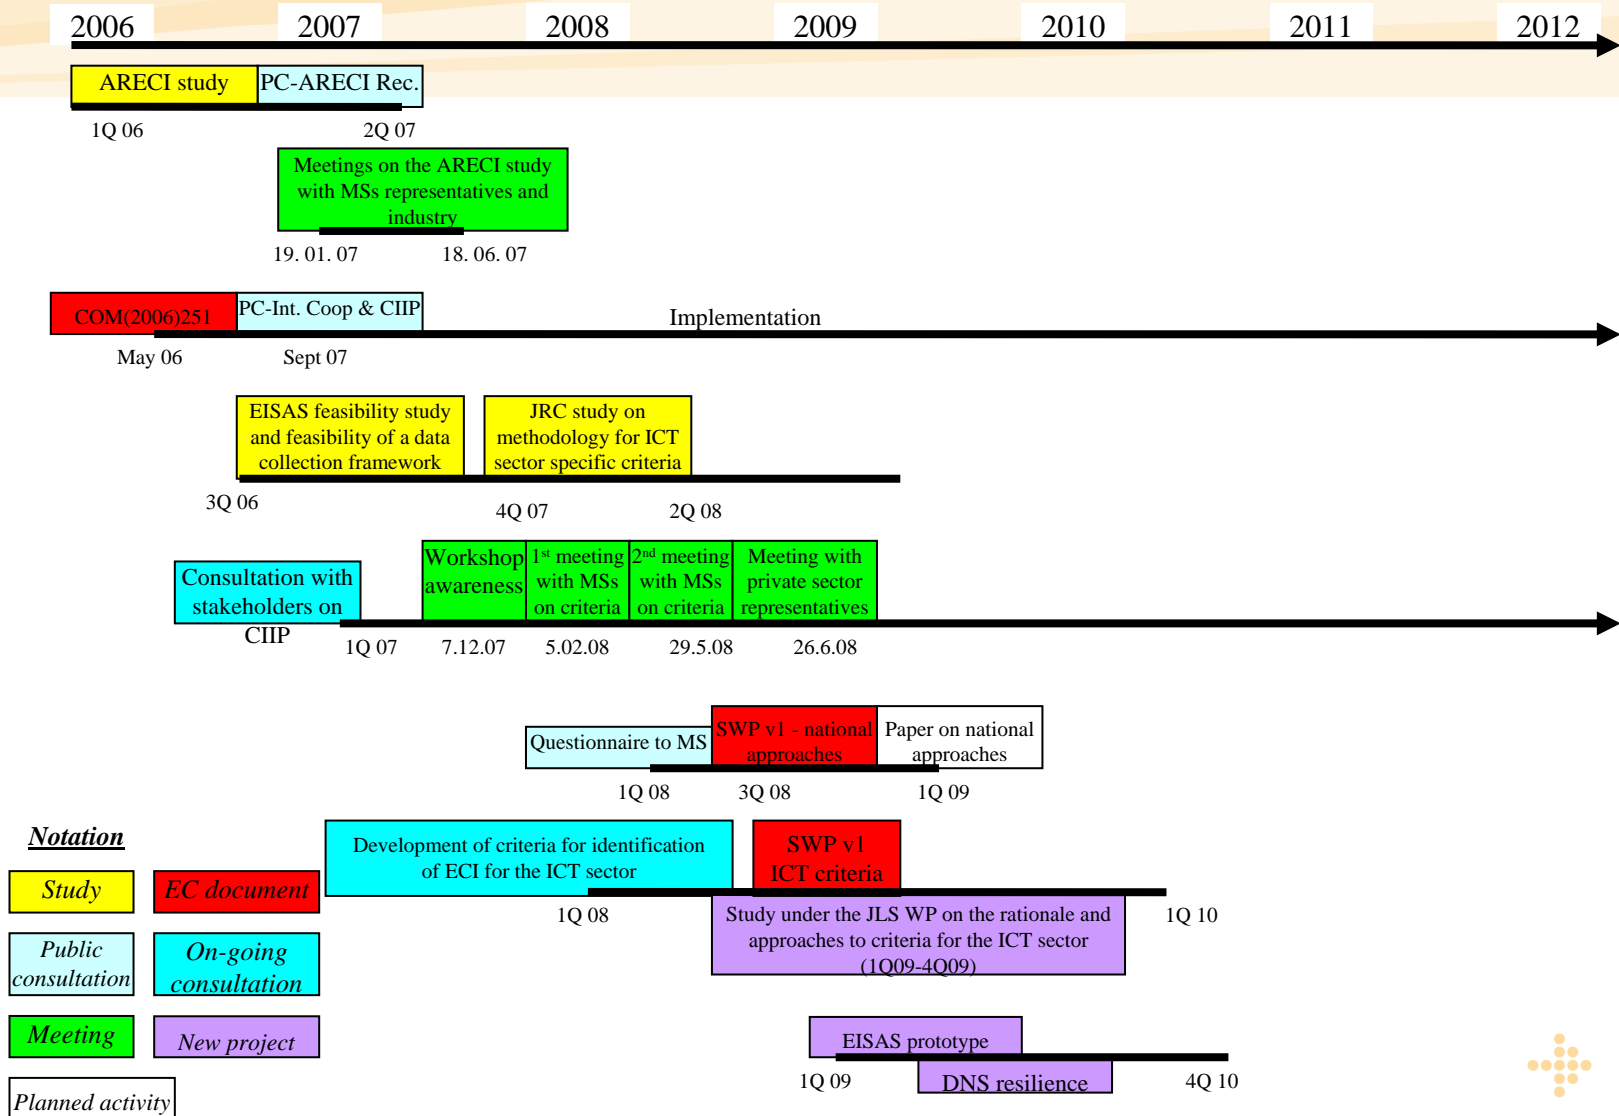 2006 2007 2008 2009 2010 2011 2012
ARECI study
PC-ARECI Rec.
1Q 06
2Q 07
Meetings on the ARECI study
with MSs representatives and
industry
19. 01. 07
18. 06. 07
COM(2006)251
PC-Int. Coop & CIIP
Implementation
May 06
Sept 07
EISAS feasibility study
and feasibility of a data
collection framework
JRC study on
methodology for ICT
sector specific criteria
3Q 06
4Q 07
2Q 08
Consultation with
stakeholders on
CIIP
Workshop
awareness
1st meeting
with MSs
on criteria
2nd meeting
with MSs
on criteria
Meeting with
private sector
representatives
1Q 07
7.12.07
5.02.08
29.5.08
26.6.08
Questionnaire to MS
SWP v1 - national
approaches
Paper on national
approaches
1Q 08
3Q 08
1Q 09
Development of criteria for identification
of ECI for the ICT sector
SWP v1
ICT criteria
1Q 08
1Q 10
Study under the JLS WP on the rationale and
approaches to criteria for the ICT sector
(1Q09-4Q09)
EISAS prototype
1Q 09
DNS resilience
4Q 10
Notation
Study
EC document
Public
consultation
On-going
consultation
Meeting
New project
Planned activity